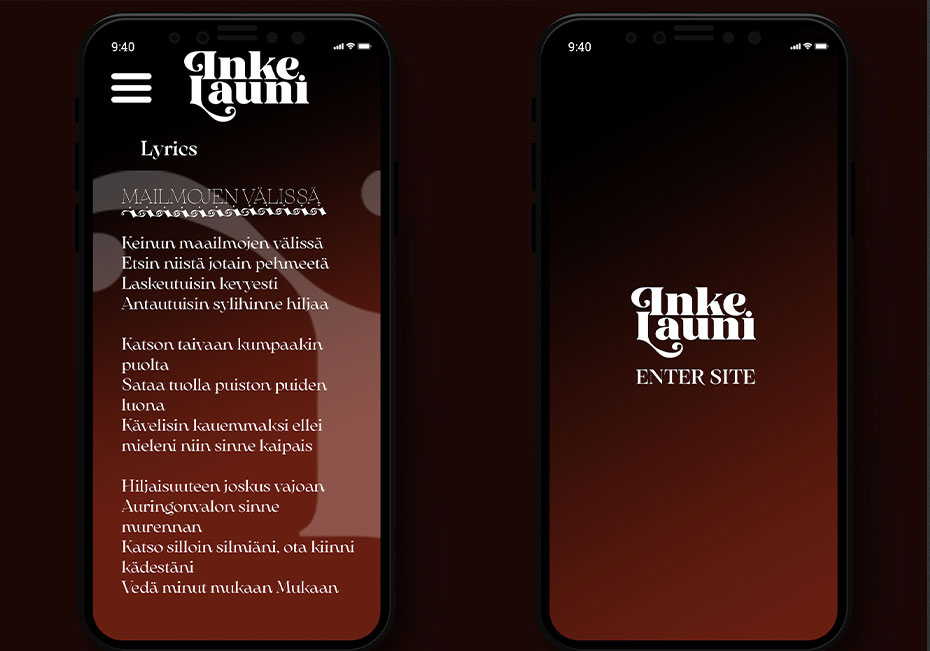 9:40
Inke
Launi
Lyrics
MAILMOJEN VÄLISSÄ
Keinun maailmojen välissä
Etsin niistä jotain pehmeetä
Laskeutuisin kevyesti
Antautuisin sylihinne hiljaa
Katson taivaan kumpaakin
puolta
Sataa tuolla puiston puiden
luona
Kävelisin kauemmaksi ellei
mieleni niin sinne kaipais
Hiljaisuuteen joskus vajoan
Auringonvalon sinne
murennan
Katso silloin silmiäni, ota kiinni
kädestäni
Vedä minut mukaan Mukaan
9:40
Inke
Launi
ENTER SITE